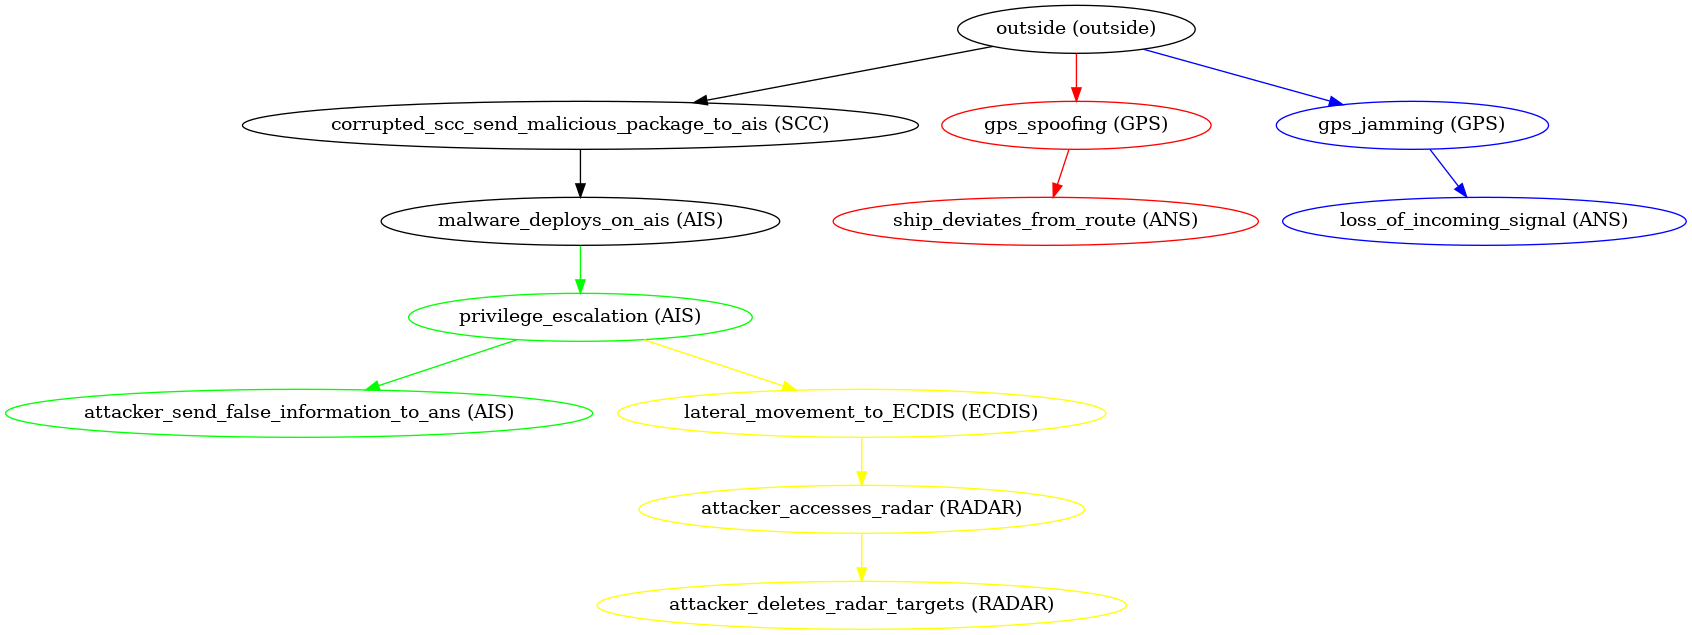 outside (outside)
corrupted_scc_send_malicious_package_to_ais (SCC)
gps_spoofing (GPS)
gps_jamming (GPS)
malware_deploys_on_ais (AIS)
ship_deviates_from_route (ANS)
loss_of_incoming_signal (ANS)
privilege_escalation (AIS)
attacker_send_false_information_to_ans (AIS)
lateral_movement_to_ECDIS (ECDIS)
attacker_accesses_radar (RADAR)
attacker_deletes_radar_targets (RADAR)